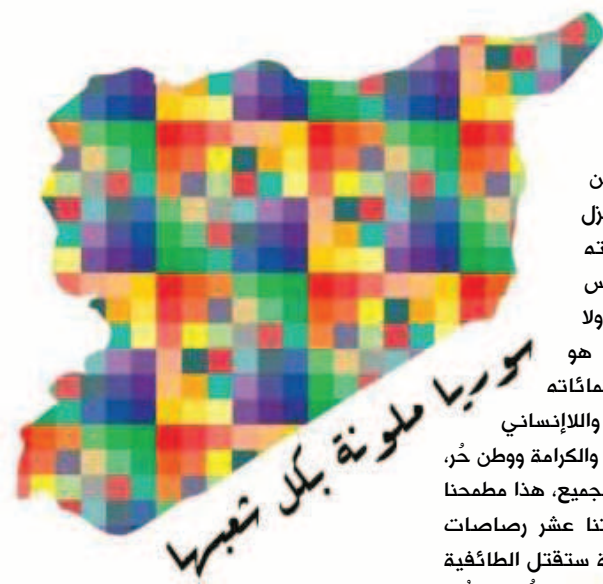 ن
زل
ته
س
ولا
هو
مائاته
واللاإنساني
والكرامة ووطن حُر،
جميع، هذا مطمحنا
تنا عشر رصاصات
ة ستقتل الطائفية
سوريا ملونة بكل شعبها